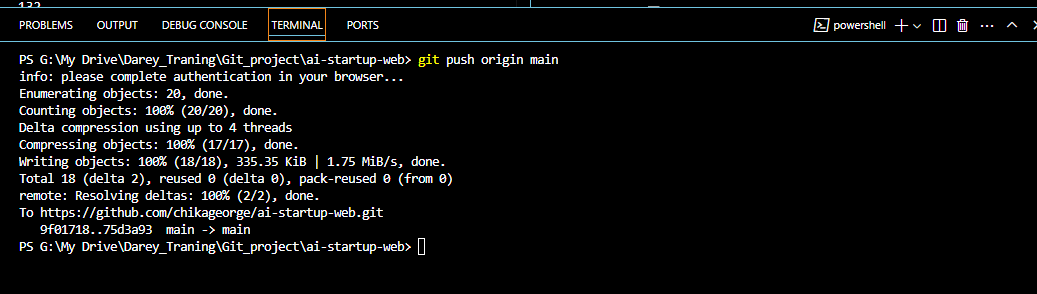 PROBLEMS OUTPUT DEBUG CONSOLE TERMINAL PORTS powershell
PS G:\My Drive\Darey_Traning\Git_project\ai-startup-web> git push origin main
info: please complete authentication in your browser...
Enumerating objects: 20, done.
Counting objects: 100% (20/20), done.
Delta compression using up to 4 threads
Compressing objects: 100% (17/17), done.
Writing objects: 100% (18/18), 335.35 KiB | 1.75 MiB/s, done.
Total 18 (delta 2), reused 0 (delta 0), pack-reused 0 (from 0)
remote: Resolving deltas: 100% (2/2), done.
To https://github.com/chikageorge/ai-startup-web.git
   9f01718..75d3a93  main -> main
PS G:\My Drive\Darey_Traning\Git_project\ai-startup-web>